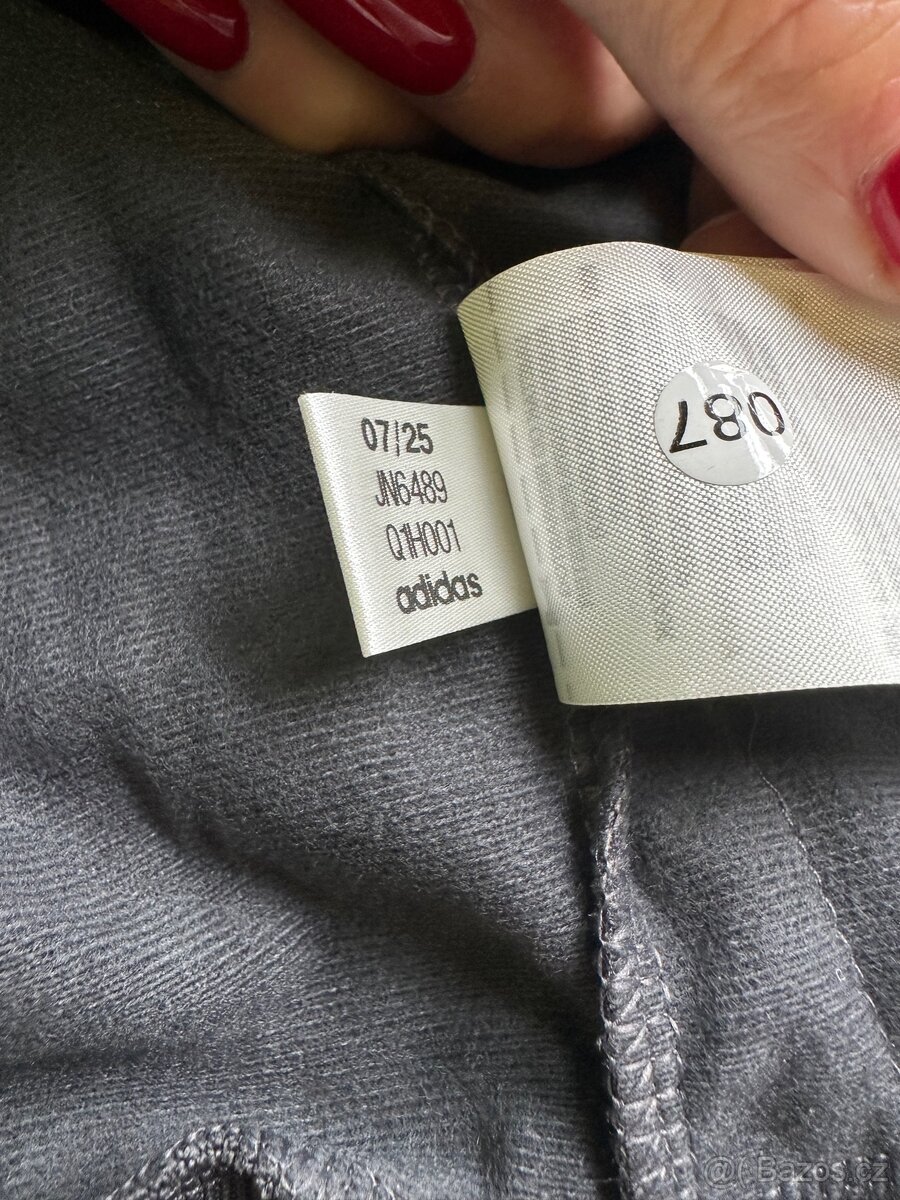 07/25
JN6489
Q1H001
adidas
087
@ Bazos.cz